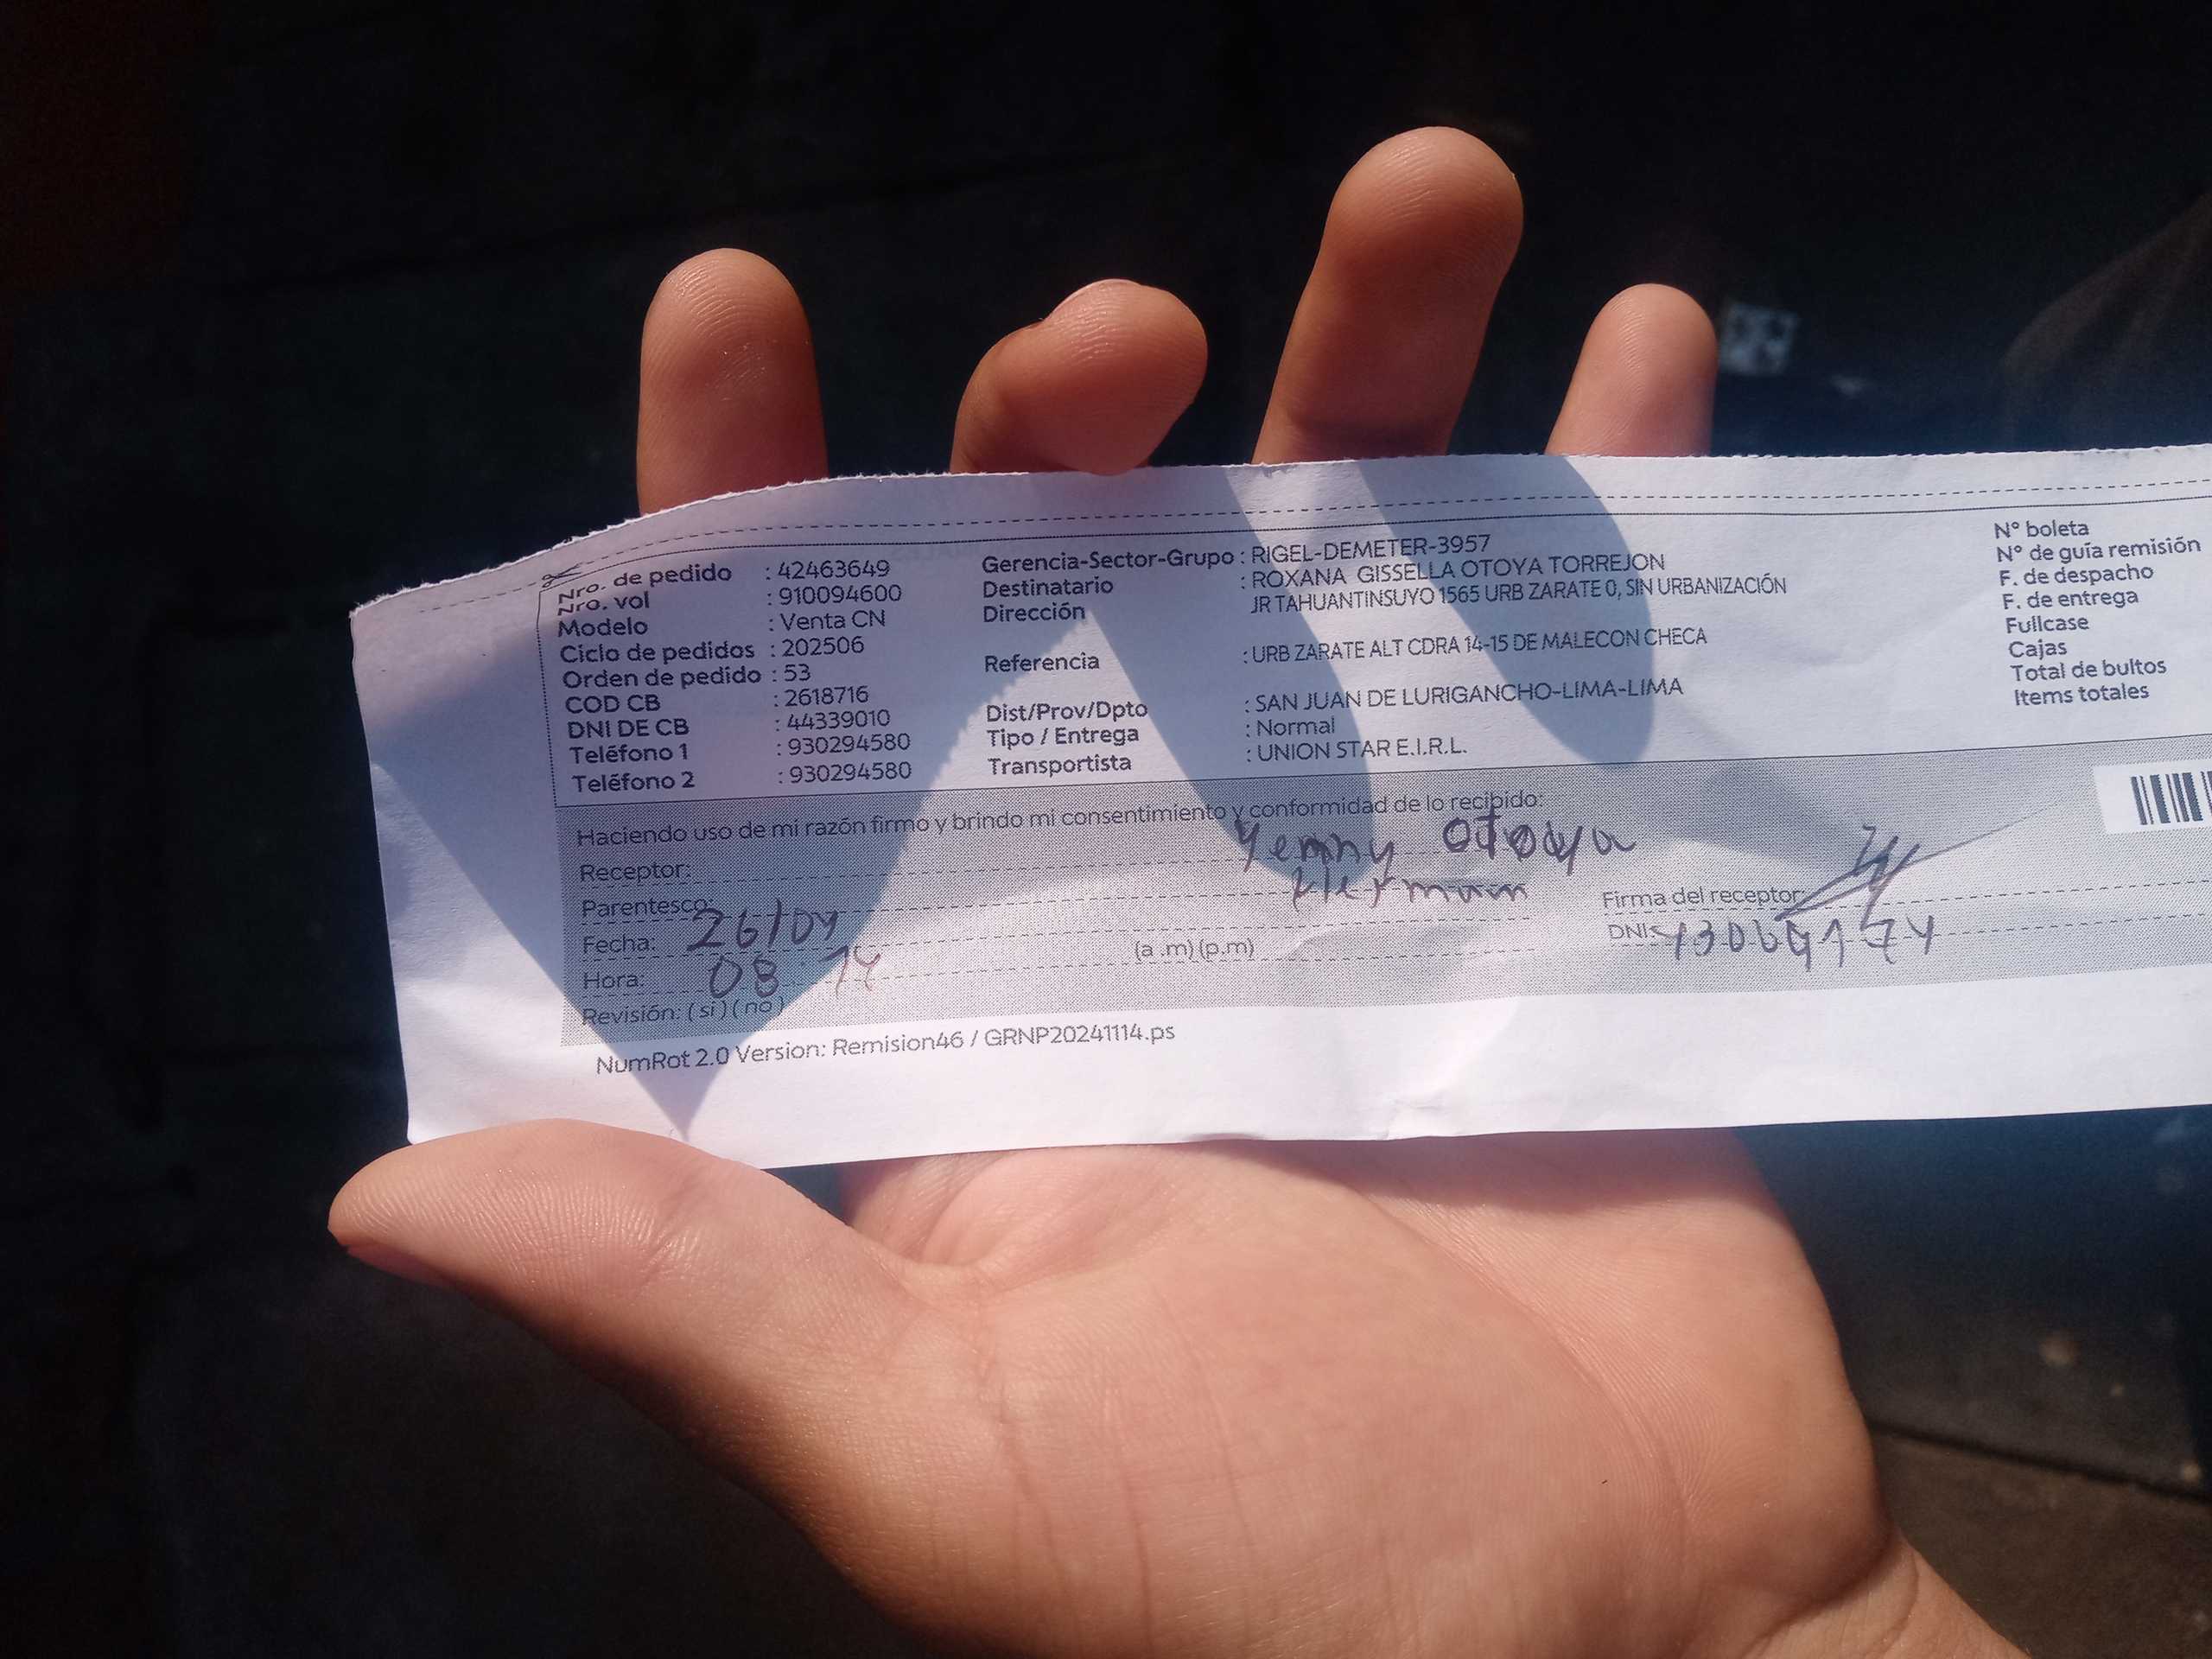 Nro. de pedido : 42463649
Nro. vol : 910094600
Modelo : Venta CN
Ciclo de pedidos : 202506
Orden de pedido : 53
COD CB : 2618716
DNI DE CB : 44339010
Teléfono 1 : 930294580
Teléfono 2 : 930294580
Gerencia-Sector-Grupo : RIGEL-DEMETER-3957
Destinatario : ROXANA GISSELLA OTOYA TORREJON
Dirección JR TAHUANTINSUYO 1565 URB ZARATE 0, SIN URBANIZACIÓN
Referencia : URB ZARATE ALT CDRA 14-15 DE MALECON CHECA
Dist/Prov/Dpto : SAN JUAN DE LURIGANCHO-LIMA-LIMA
Tipo / Entrega : Normal
Transportista : UNION STAR E.I.R.L.
N° boleta
N° de guía remisión
F. de despacho
F. de entrega
Fullcase
Cajas
Total de bultos
Items totales
Haciendo uso de mi razón firmo y brindo mi consentimiento y conformidad de lo recibido:
Receptor: Yenny Otoya
Parentesco:
Fecha: 26/04
Hora: 08:14 (a .m) (p.m)
Revisión: ( si ) ( no )
Firma del receptor:
DNI:
NumRot 2.0 Version: Remision46 / GRNP20241114.ps